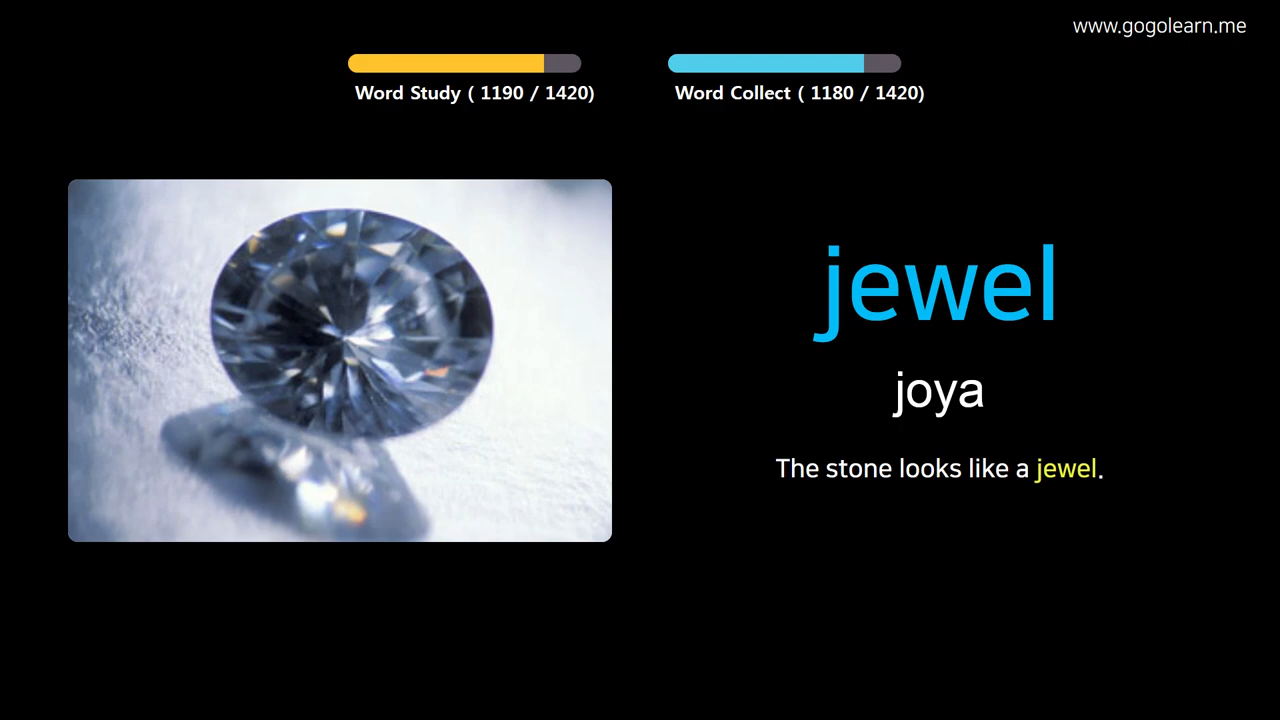 www.gogolearn.me
Word Study ( 1190 / 1420)
Word Collect ( 1180 / 1420)
jewel
joya
The stone looks like a jewel.